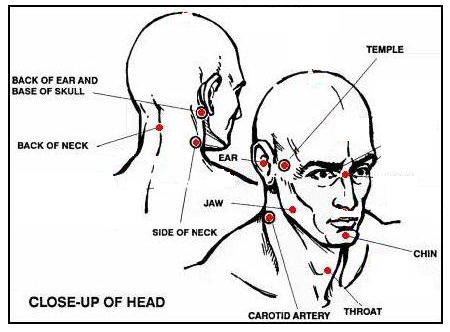 TEMPLE
BACK OF EAR AND
BASE OF SKULL
BACK OF NECK
EAR
JAW
SIDE OF NECK
CHIN
CLOSE-UP OF HEAD
CAROTID ARTERY
THROAT